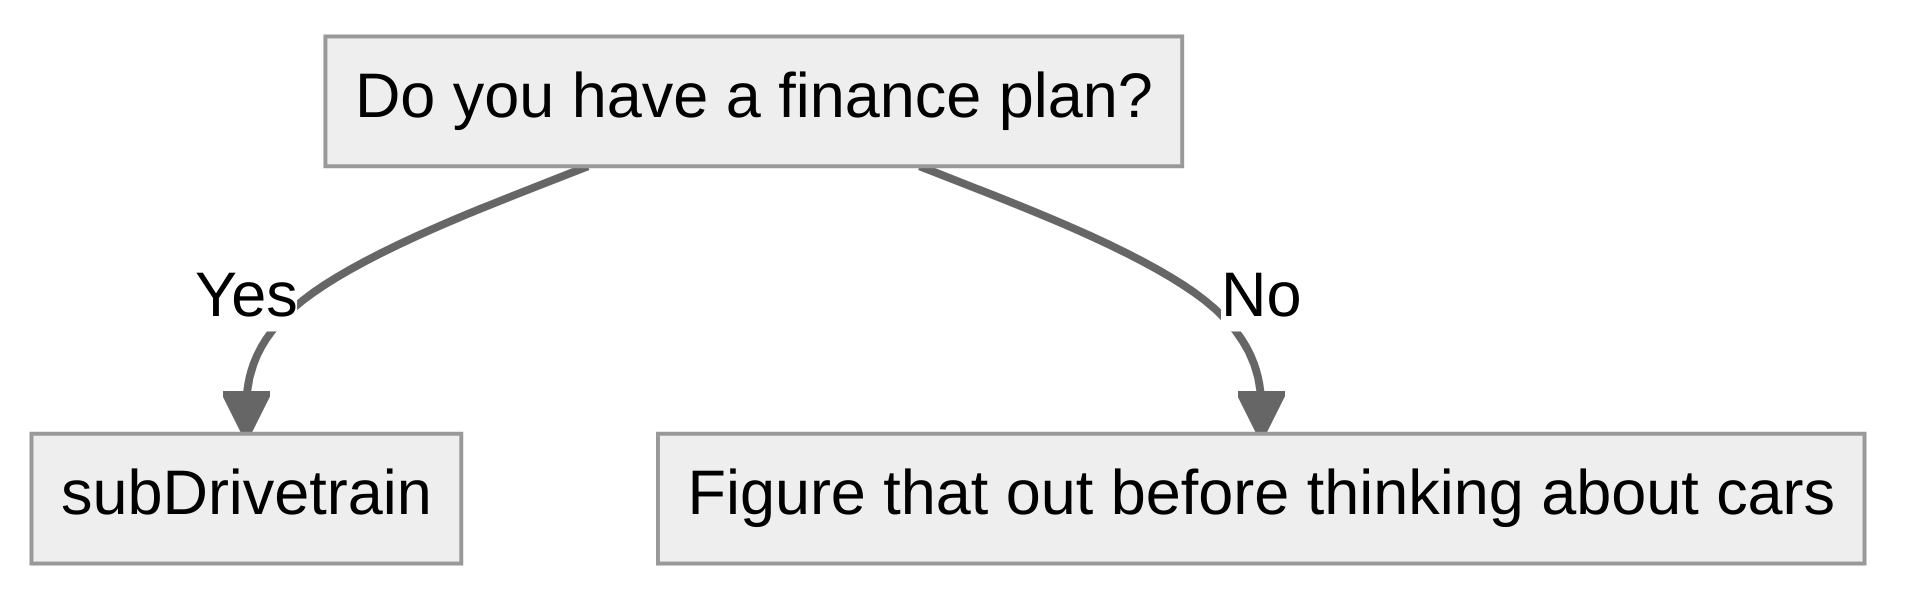 Do you have a finance plan?
Yes
No
subDrivetrain
Figure that out before thinking about cars